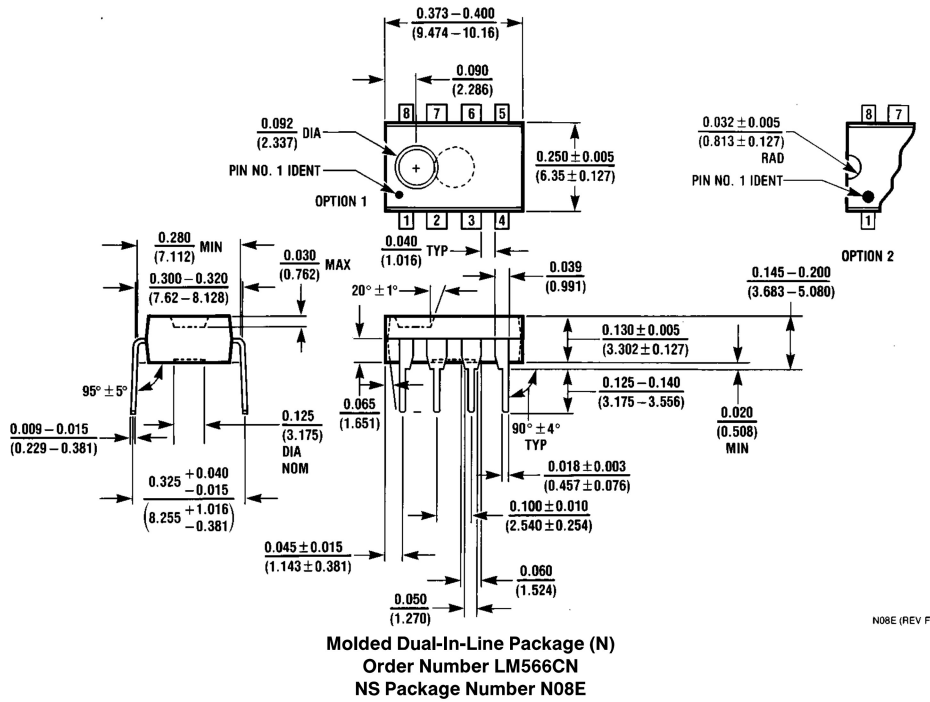 0.373 – 0.400
(9.474 – 10.16)
0.090
(2.286)
8 7 6 5
0.092
(2.337)
DIA
PIN NO. 1 IDENT
OPTION 1
1 2 3 4
0.250 ± 0.005
(6.35 ± 0.127)
8 7
0.032 ± 0.005
(0.813 ± 0.127)
RAD
PIN NO. 1 IDENT
1
OPTION 2
0.280
(7.112)
MIN
0.030
(0.762)
MAX
0.300 – 0.320
(7.62 – 8.128)
0.040
(1.016)
TYP
0.039
(0.991)
0.145 – 0.200
(3.683 – 5.080)
20° ± 1°
0.130 ± 0.005
(3.302 ± 0.127)
0.125 – 0.140
(3.175 – 3.556)
0.020
(0.508)
MIN
95° ± 5°
0.065
(1.651)
90° ± 4°
TYP
0.009 – 0.015
(0.229 – 0.381)
0.125
(3.175)
DIA
NOM
0.018 ± 0.003
(0.457 ± 0.076)
0.325 +0.040
–0.015
(8.255 +1.016
–0.381)
0.100 ± 0.010
(2.540 ± 0.254)
0.045 ± 0.015
(1.143 ± 0.381)
0.060
(1.524)
0.050
(1.270)
N08E (REV F
Molded Dual-In-Line Package (N)
Order Number LM566CN
NS Package Number N08E